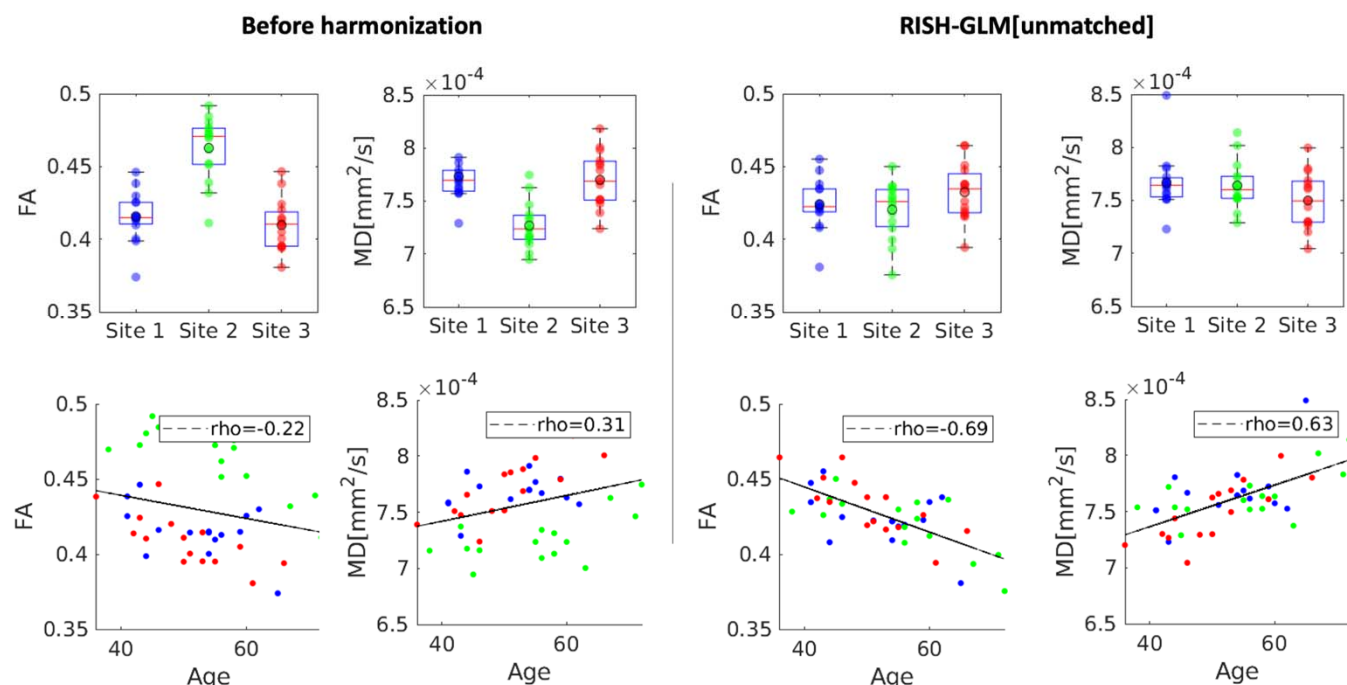 Before harmonization
RISH-GLM[unmatched]
×10-4
×10-4
0.5
0.45
0.4
0.35
FA
8.5
8
7.5
7
6.5
MD[mm2/s]
0.5
0.45
0.4
0.35
FA
8.5
8
7.5
7
6.5
MD[mm2/s]
Site 1 Site 2 Site 3
Site 1 Site 2 Site 3
Site 1 Site 2 Site 3
Site 1 Site 2 Site 3
×10-4
×10-4
0.5
0.45
0.4
0.35
FA
rho=-0.22
8.5
8
7.5
7
6.5
MD[mm2/s]
rho=0.31
0.5
0.45
0.4
0.35
FA
rho=-0.69
8.5
8
7.5
7
6.5
MD[mm2/s]
rho=0.63
40 60
40 60
40 60
40 60
Age
Age
Age
Age